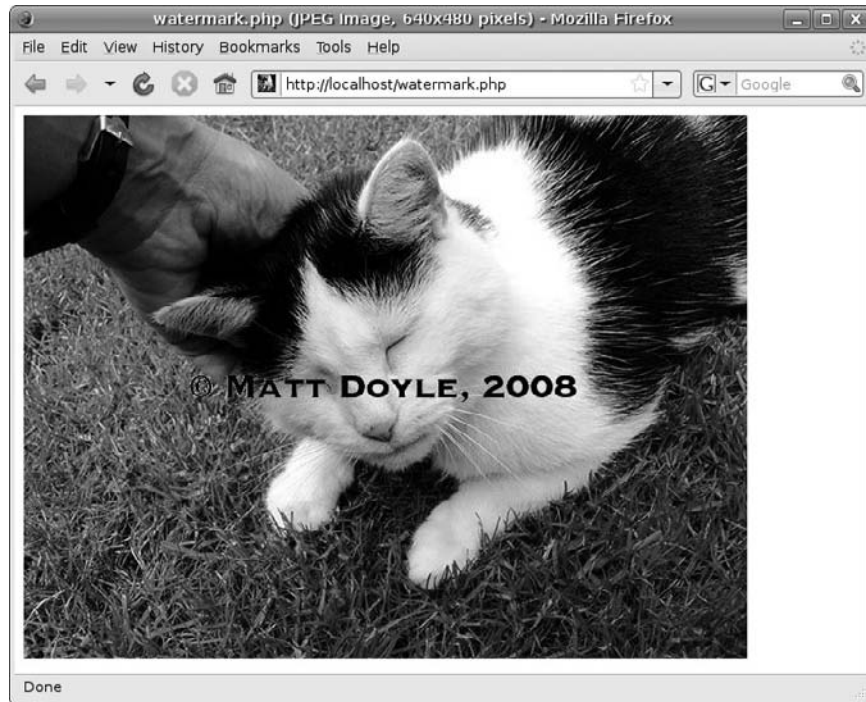 watermark.php (JPEG Image, 640x480 pixels) - Mozilla Firefox
File Edit View History Bookmarks Tools Help
http://localhost/watermark.php
G Google
© MATT DOYLE, 2008
Done